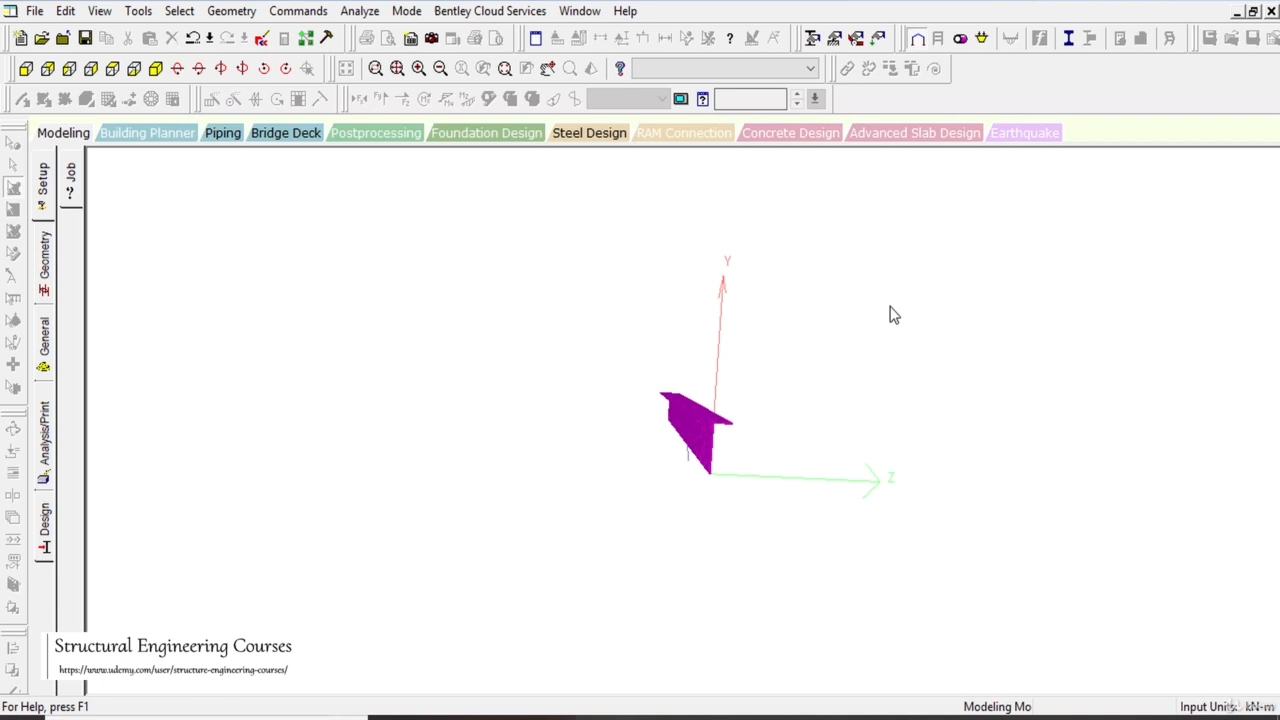 File Edit View Tools Select Geometry Commands Analyze Mode Bentley Cloud Services Window Help
Modeling Building Planner Piping Bridge Deck Postprocessing Foundation Design Steel Design RAM Connection Concrete Design Advanced Slab Design Earthquake
Setup
Job
Geometry
General
Analysis/Print
Design
Y
Z
Structural Engineering Courses
https://www.udemy.com/user/structure-engineering-courses/
For Help, press F1
Modeling Mo
Input Units: kN-m